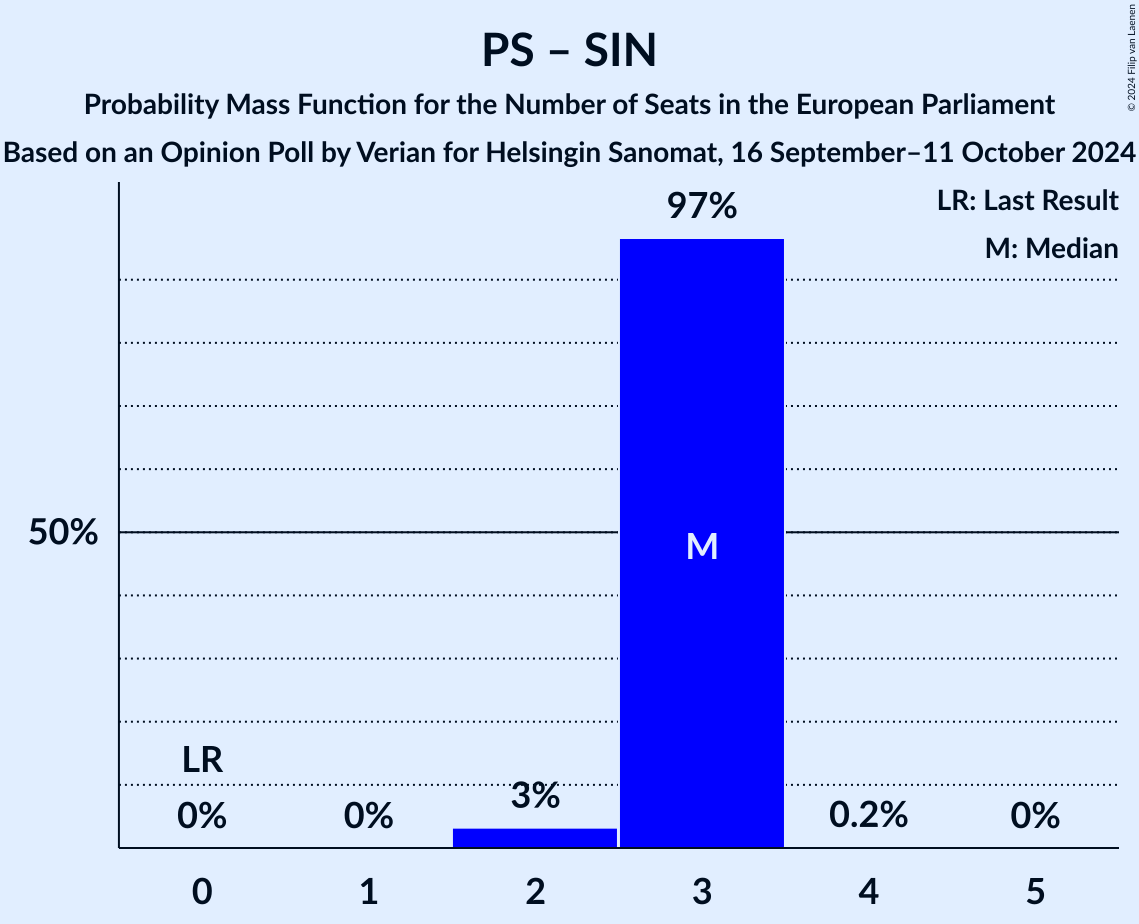 PS – SIN
Probability Mass Function for the Number of Seats in the European Parliament
Based on an Opinion Poll by Verian for Helsingin Sanomat, 16 September–11 October 2024
© 2024 Filip van Laenen
LR: Last Result
M: Median
97%
50%
M
LR
0%
0%
3%
0.2%
0%
0
1
2
3
4
5